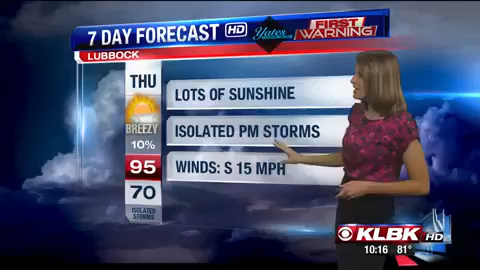 7 DAY FORECAST HD Yates FIRST WARNING
LUBBOCK
THU
BREEZY
10%
95
70
ISOLATED STORMS
LOTS OF SUNSHINE
ISOLATED PM STORMS
WINDS: S 15 MPH
KLBK HD
10:16 81°